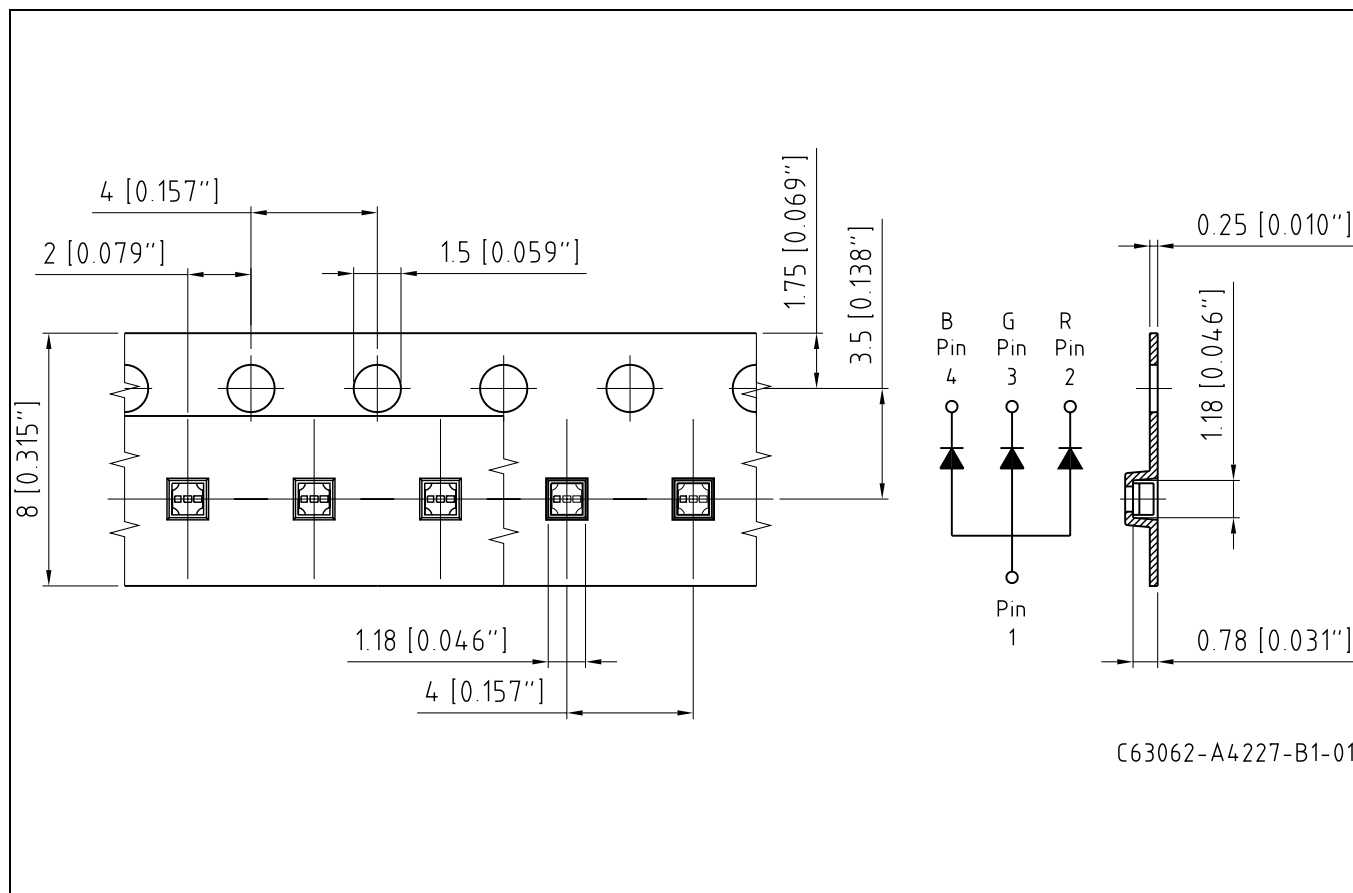 4 [0.157"]
2 [0.079"]
1.5 [0.059"]
1.75 [0.069"]
3.5 [0.138"]
8 [0.315"]
1.18 [0.046"]
4 [0.157"]
B G R
Pin Pin Pin
4 3 2
Pin
1
0.25 [0.010"]
1.18 [0.046"]
0.78 [0.031"]
C63062-A4227-B1-01